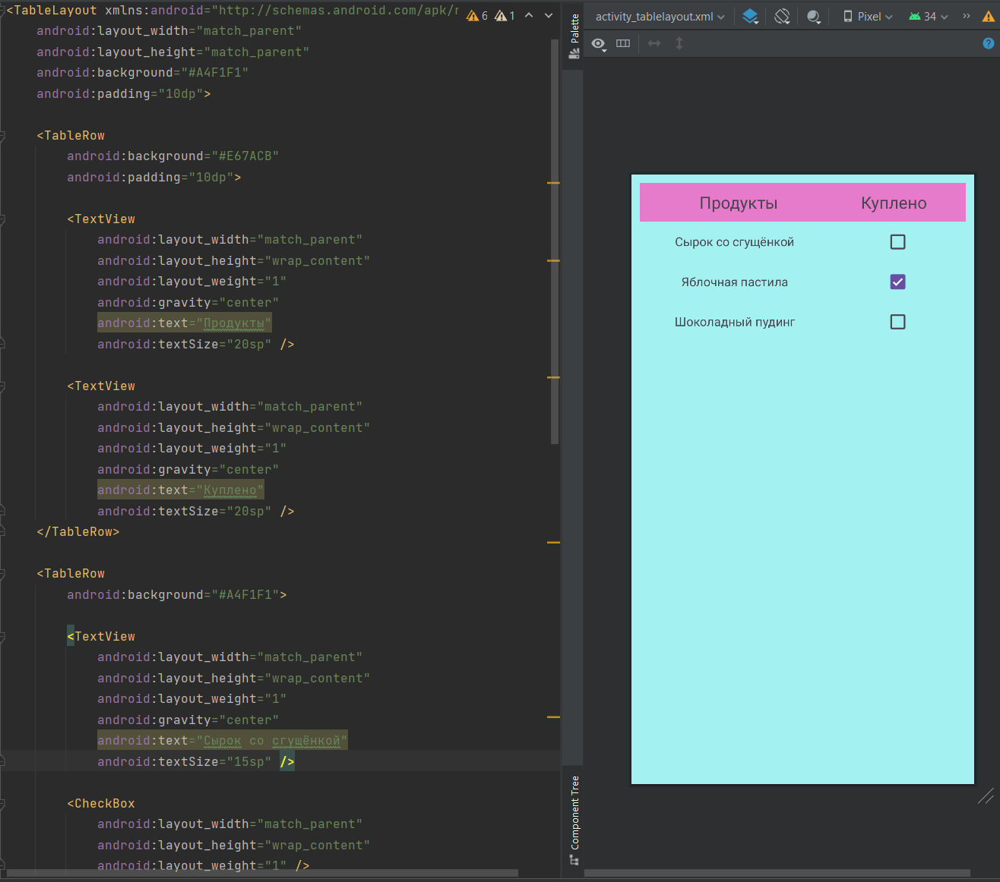 <TableLayout xmlns:android="http://schemas.android.com/apk/r
6 1
    android:layout_width="match_parent"
    android:layout_height="match_parent"
    android:background="#A4F1F1"
    android:padding="10dp">
    <TableRow
        android:background="#E67ACB"
        android:padding="10dp">
        <TextView
            android:layout_width="match_parent"
            android:layout_height="wrap_content"
            android:layout_weight="1"
            android:gravity="center"
            android:text="Продукты"
            android:textSize="20sp" />
        <TextView
            android:layout_width="match_parent"
            android:layout_height="wrap_content"
            android:layout_weight="1"
            android:gravity="center"
            android:text="Куплено"
            android:textSize="20sp" />
    </TableRow>
    <TableRow
        android:background="#A4F1F1">
        <TextView
            android:layout_width="match_parent"
            android:layout_height="wrap_content"
            android:layout_weight="1"
            android:gravity="center"
            android:text="Сырок со сгущёнкой"
            android:textSize="15sp" />
        <CheckBox
            android:layout_width="match_parent"
            android:layout_height="wrap_content"
            android:layout_weight="1" />
Palette
Component Tree
activity_tablelayout.xml Pixel 34 »
?
Продукты Куплено
Сырок со сгущёнкой
Яблочная пастила
Шоколадный пудинг